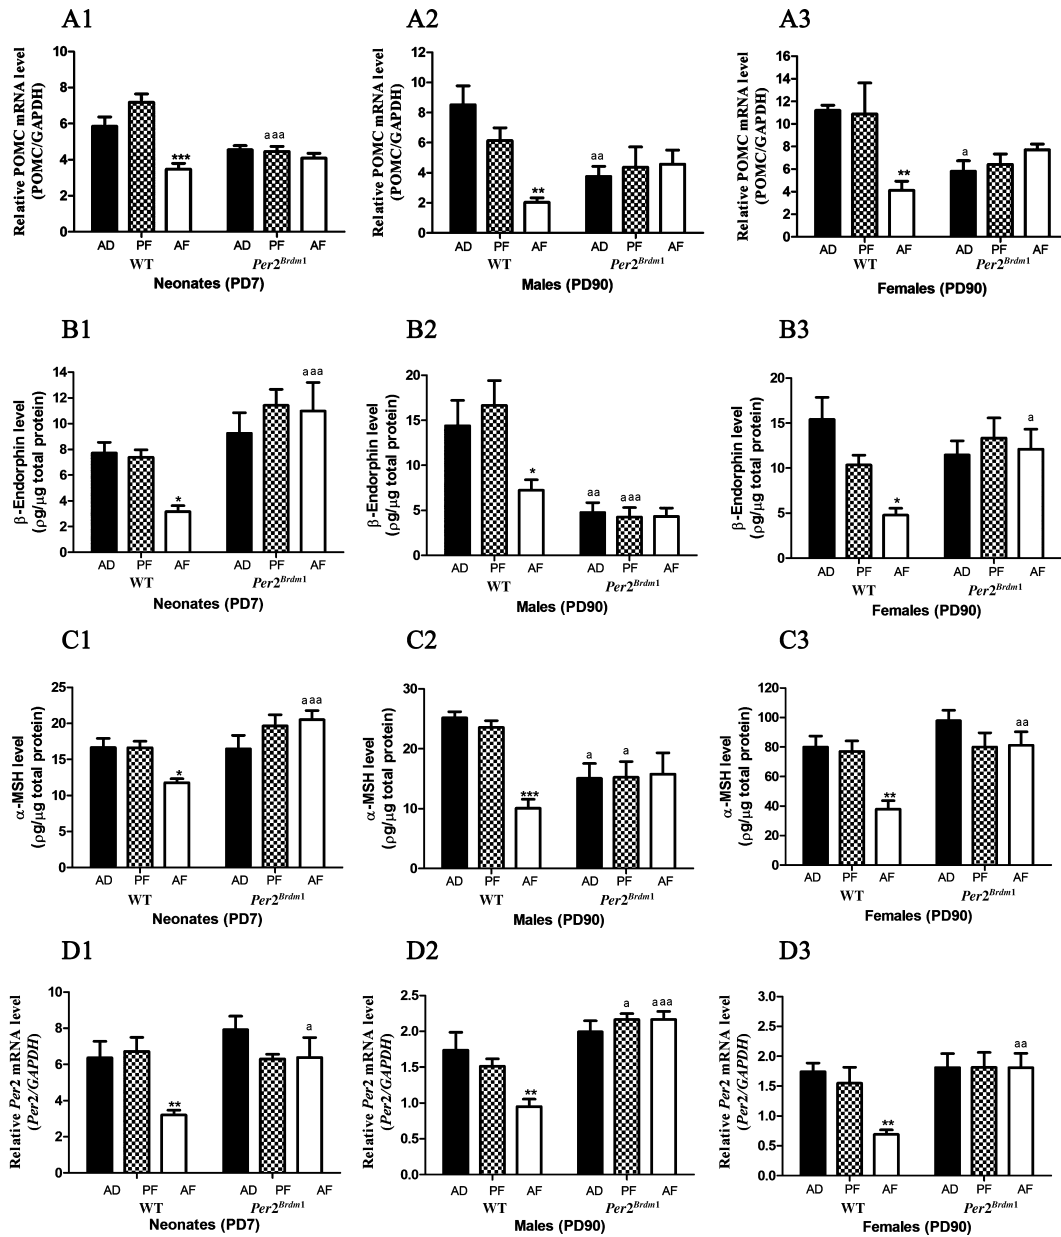 A1
Relative POMC mRNA level
(POMC/GAPDH)
10
8
6
4
2
0
***
a aa
AD PF AF AD PF AF
WT Per2Brdm1
Neonates (PD7)
A2
Relative POMC mRNA level
(POMC/GAPDH)
12
10
8
6
4
2
0
**
aa
AD PF AF AD PF AF
WT Per2Brdm1
Males (PD90)
A3
Relative POMC mRNA level
(POMC/GAPDH)
16
14
12
10
8
6
4
2
0
**
a
AD PF AF AD PF AF
WT Per2Brdm1
Females (PD90)
B1
β-Endorphin level
(ρg/μg total protein)
14
12
10
8
6
4
2
0
*
a aa
AD PF AF AD PF AF
WT Per2Brdm1
Neonates (PD7)
B2
β-Endorphin level
(ρg/μg total protein)
20
15
10
5
0
*
aa
a aa
AD PF AF AD PF AF
WT Per2Brdm1
Males (PD90)
B3
β-Endorphin level
(ρg/μg total protein)
20
15
10
5
0
*
a
AD PF AF AD PF AF
WT Per2Brdm1
Females (PD90)
C1
α-MSH level
(ρg/μg total protein)
25
20
15
10
5
0
*
a aa
AD PF AF AD PF AF
WT Per2Brdm1
Neonates (PD7)
C2
α-MSH level
(ρg/μg total protein)
30
20
10
0
***
a a
AD PF AF AD PF AF
WT Per2Brdm1
Males (PD90)
C3
α-MSH level
(ρg/μg total protein)
120
100
80
60
40
20
0
**
aa
AD PF AF AD PF AF
WT Per2Brdm1
Females (PD90)
D1
Relative Per2 mRNA level
(Per2/GAPDH)
10
8
6
4
2
0
**
a
AD PF AF AD PF AF
WT Per2Brdm1
Neonates (PD7)
D2
Relative Per2 mRNA level
(Per2/GAPDH)
2.5
2.0
1.5
1.0
0.5
0.0
**
a a aa
AD PF AF AD PF AF
WT Per2Brdm1
Males (PD90)
D3
Relative Per2 mRNA level
(Per2/GAPDH)
3.0
2.5
2.0
1.5
1.0
0.5
0.0
**
aa
AD PF AF AD PF AF
WT Per2Brdm1
Females (PD90)